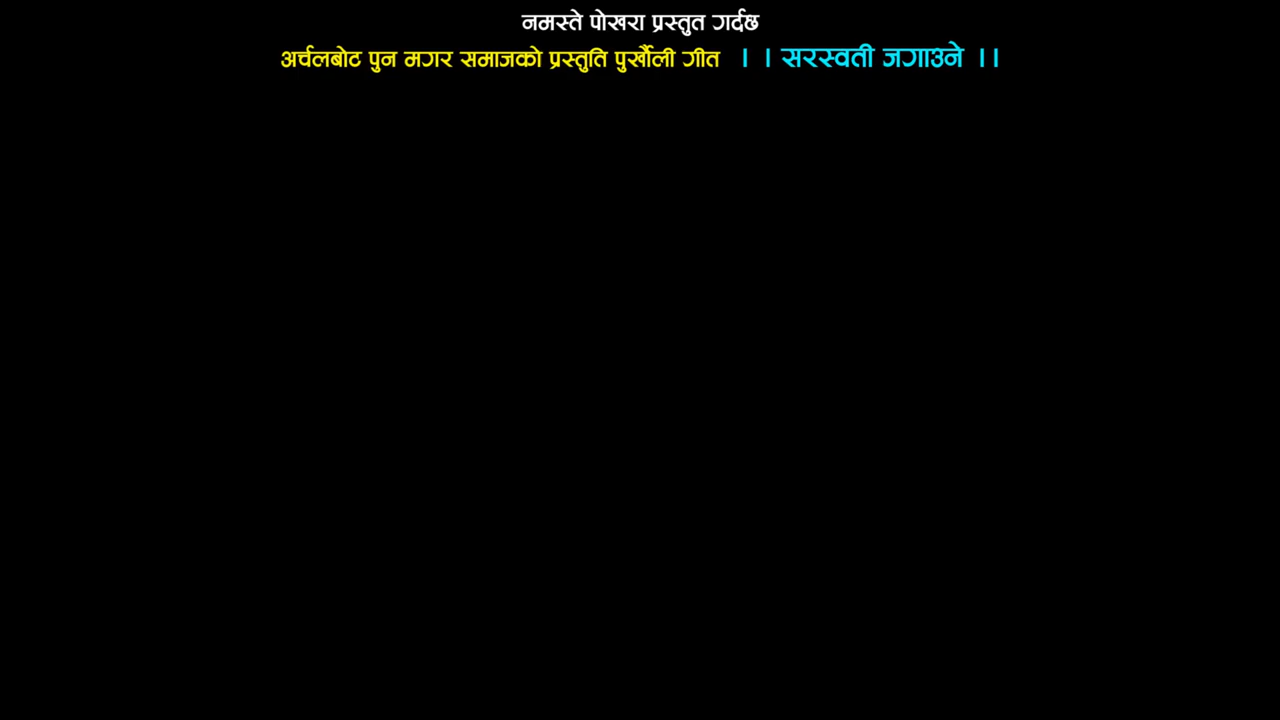 नमस्ते पोखरा प्रस्तुत गर्दछ
अर्चलबोट पुन मगर समाजको प्रस्तुति पुर्खौली गीत । । सरस्वती जगाउने ।।